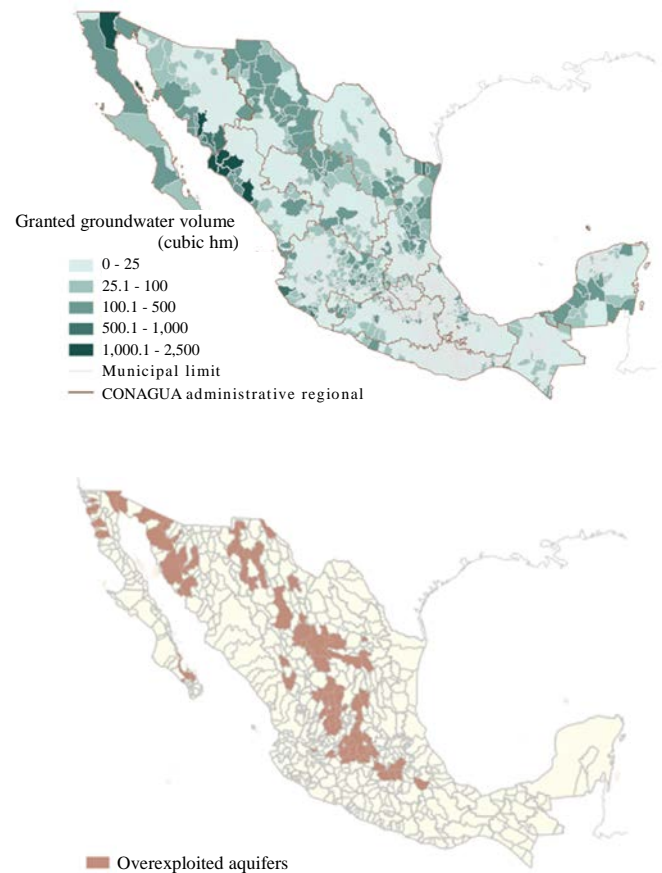 Granted groundwater volume
(cubic hm)
0 - 25
25.1 - 100
100.1 - 500
500.1 - 1,000
1,000.1 - 2,500
Municipal limit
CONAGUA administrative regional
Overexploited aquifers